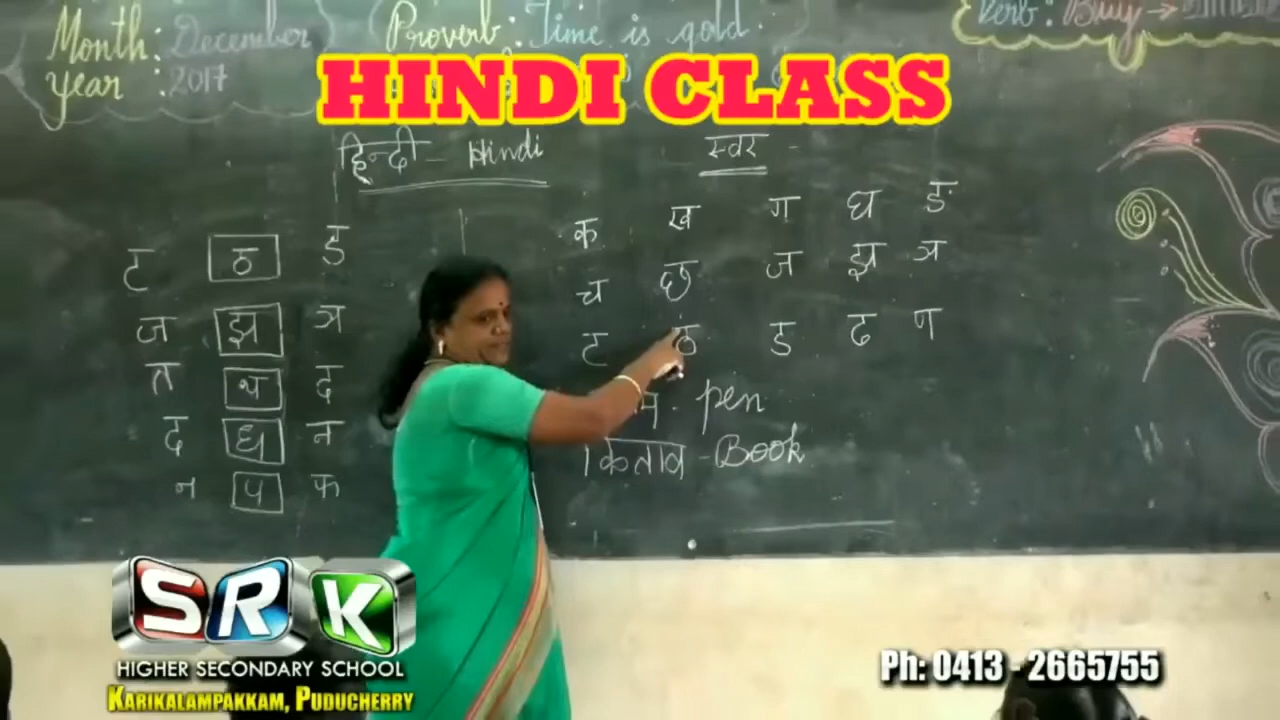 Month: December
Year : 2017
Proverb: Time is gold.
Verb: Buy →
HINDI CLASS
हिन्दी - Hindi
स्वर -
ट ठ ड
ज झ ञ
त थ द
द ध न
न प फ
क ख ग घ ङ
च छ ज झ ञ
ट ठ ड ढ ण
pen
किताब - Book
SRK
HIGHER SECONDARY SCHOOL
KARIKALAMPAKKAM, PUDUCHERRY
Ph: 0413 - 2665755